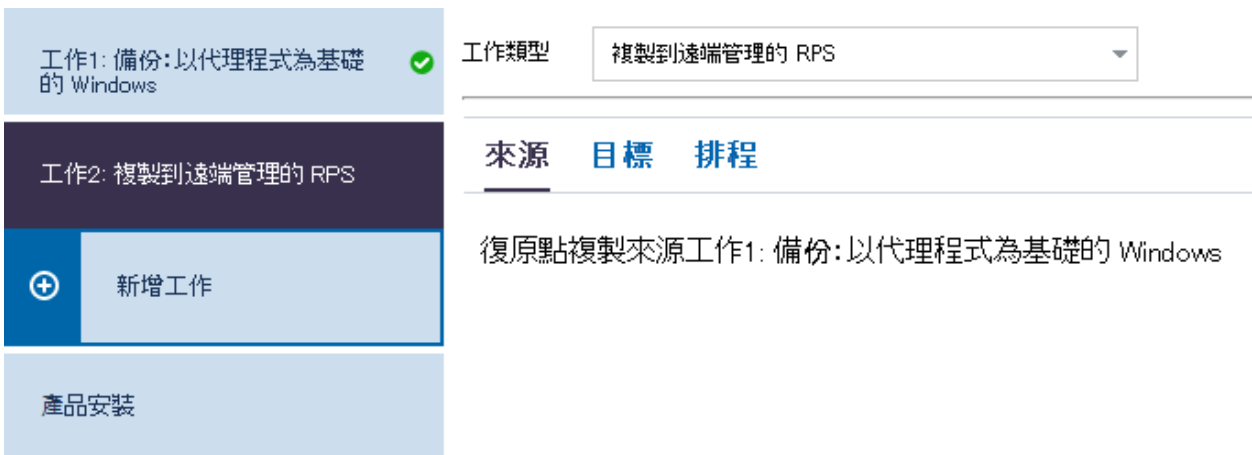 工作1: 備份:以代理程式為基礎
的 Windows
工作2: 複製到遠端管理的 RPS
新增工作
產品安裝
工作類型 複製到遠端管理的 RPS
來源 目標 排程
復原點複製來源工作1: 備份:以代理程式為基礎的 Windows